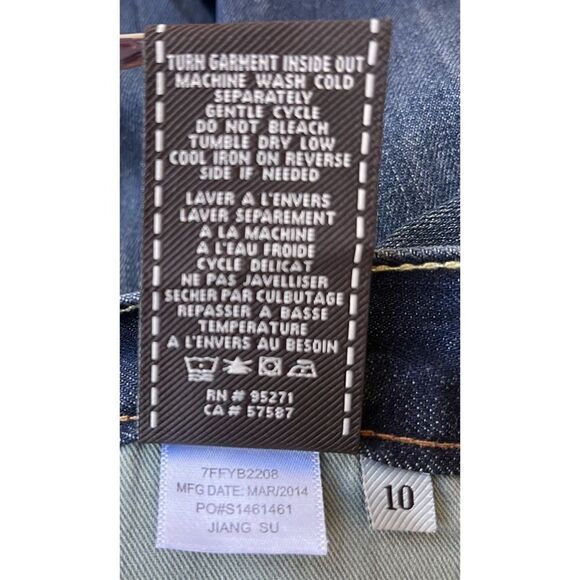 TURN GARMENT INSIDE OUT
MACHINE WASH COLD
SEPARATELY
GENTLE CYCLE
DO NOT BLEACH
TUMBLE DRY LOW
COOL IRON ON REVERSE
SIDE IF NEEDED
LAVER A L'ENVERS
LAVER SEPAREMENT
A LA MACHINE
A L'EAU FROIDE
CYCLE DELICAT
NE PAS JAVELLISER
SECHER PAR CULBUTAGE
REPASSER A BASSE
TEMPERATURE
A L'ENVERS AU BESOIN
RN # 95271
CA # 57587
7FFYB2208
MFG DATE: MAR/2014
PO#S1461461
JIANG SU
10